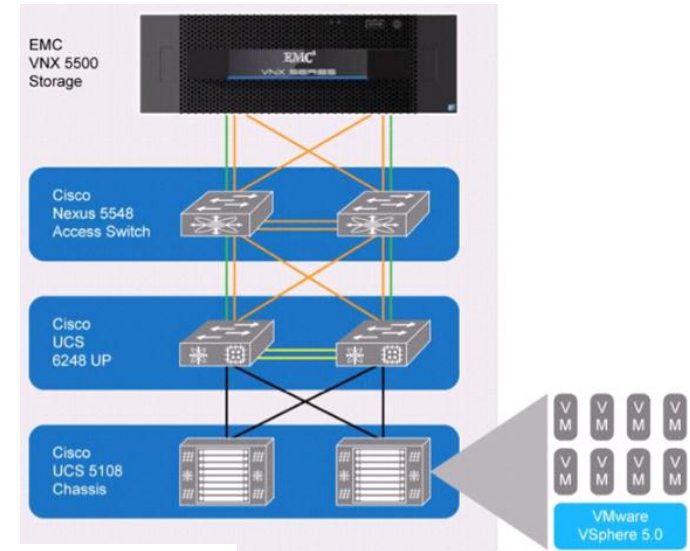 EMC
VNX 5500
Storage
EMC²
VNX SERIES
Cisco
Nexus 5548
Access Switch
Cisco
UCS
6248 UP
Cisco
UCS 5108
Chassis
V V V V
M M M M
V V V V
M M M M
VMware
VSphere 5.0